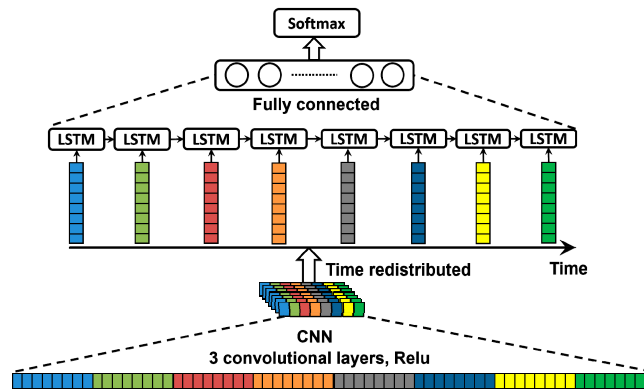 Softmax
Fully connected
LSTM LSTM LSTM LSTM LSTM LSTM LSTM LSTM
Time redistributed
Time
CNN
3 convolutional layers, Relu